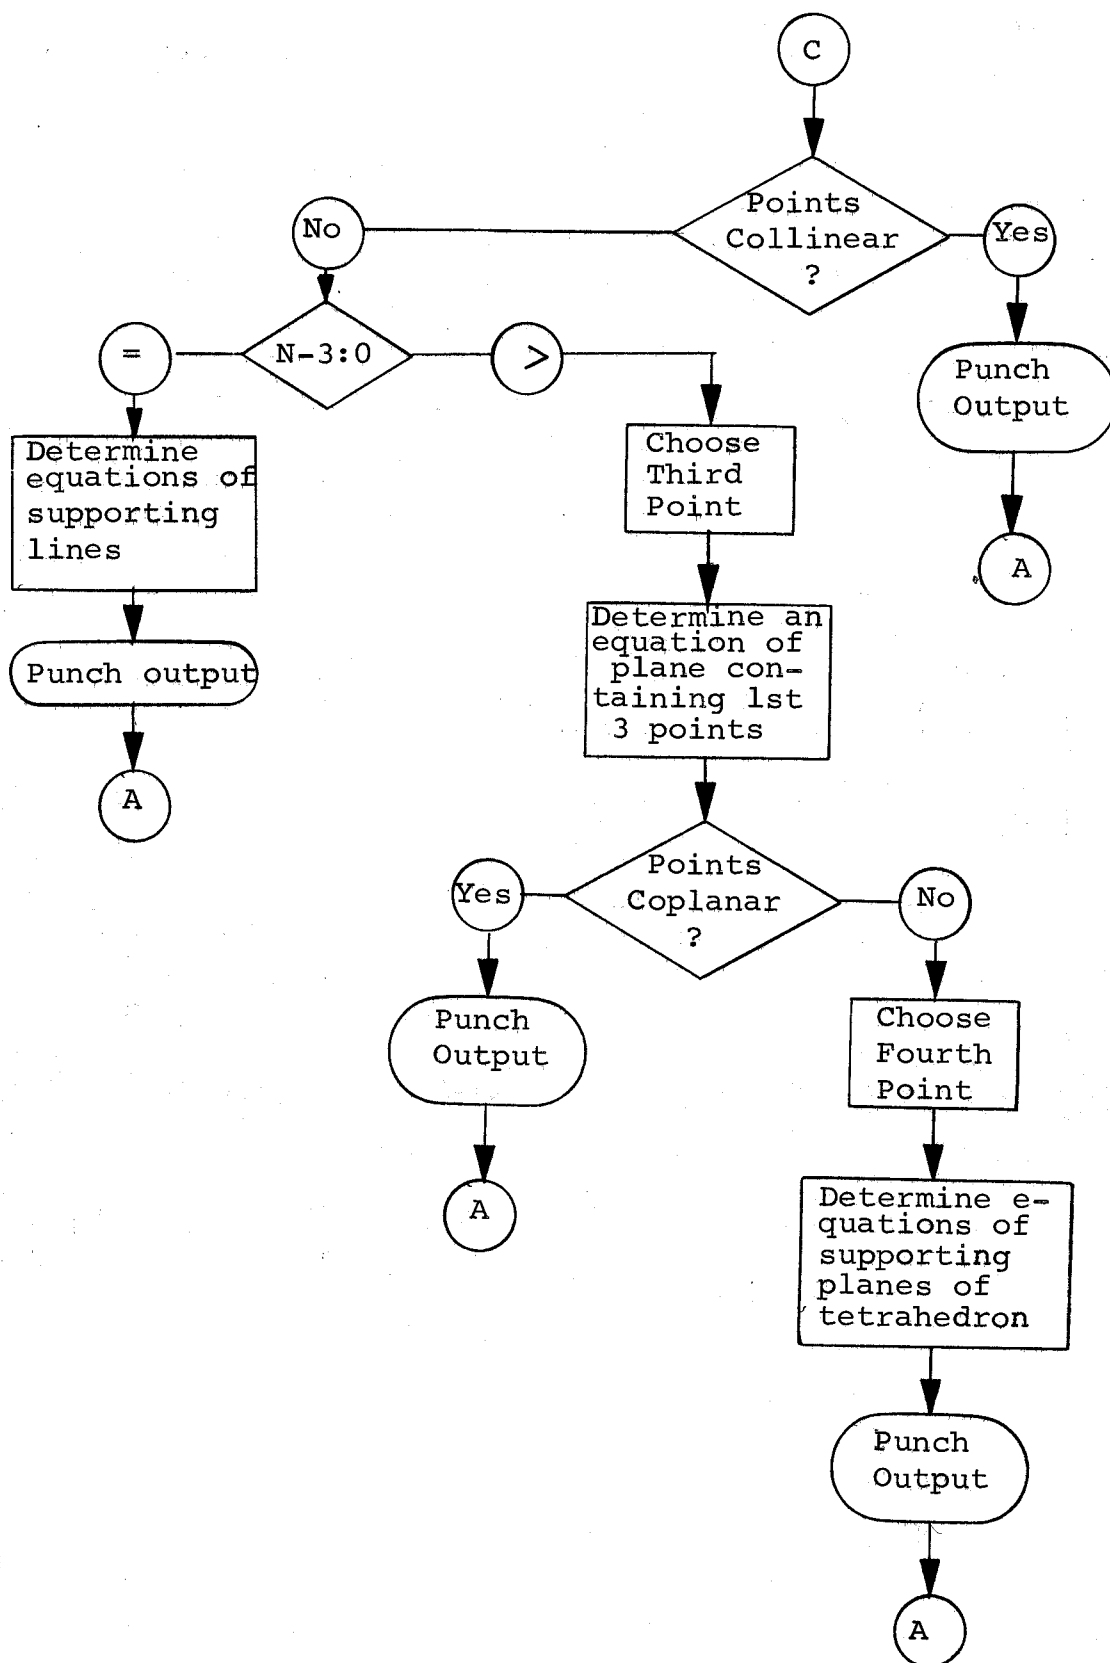 C
Points
Collinear
?
No
Yes
N-3:0
=
>
Punch
Output
A
Determine
equations of
supporting
lines
Punch output
A
Choose
Third
Point
Determine an
equation of
plane con-
taining 1st
3 points
Points
Coplanar
?
Yes
No
Punch
Output
A
Choose
Fourth
Point
Determine e-
quations of
supporting
planes of
tetrahedron
Punch
Output
A